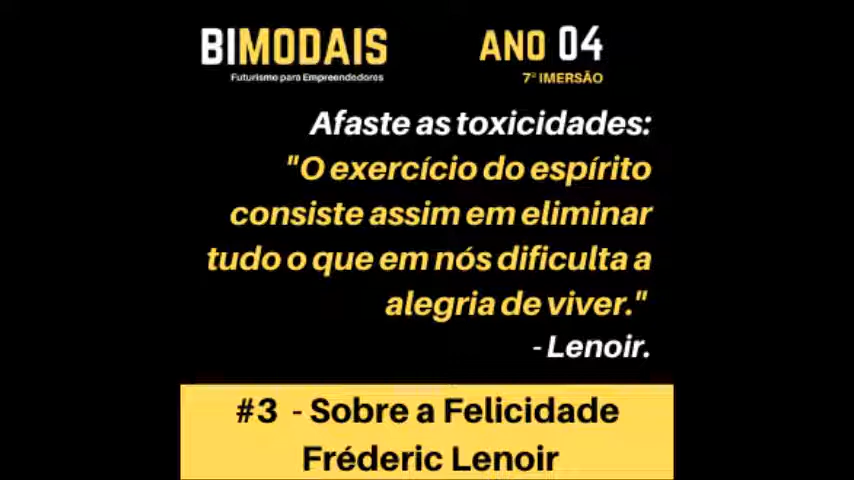 BIMODAIS
Futurismo para Empreendedores
ANO 04
7ª IMERSÃO
Afaste as toxicidades:
"O exercício do espírito
consiste assim em eliminar
tudo o que em nós dificulta a
alegria de viver."
- Lenoir.
#3 - Sobre a Felicidade
Fréderic Lenoir